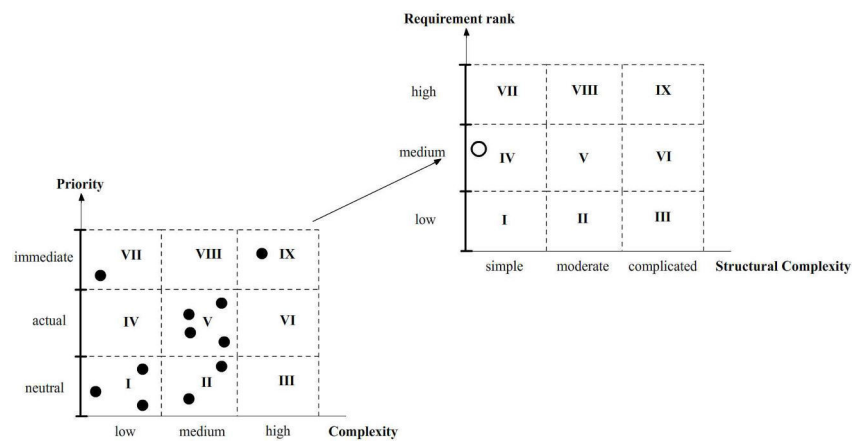 Requirement rank
high
VII VIII IX
medium
IV V VI
low
I II III
simple moderate complicated Structural Complexity
Priority
immediate
VII VIII IX
actual
IV V VI
neutral
I II III
low medium high Complexity